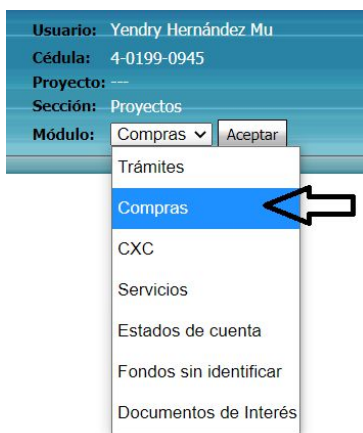 Usuario: Yendry Hernández Mu
Cédula: 4-0199-0945
Proyecto: ---
Sección: Proyectos
Módulo: Compras Aceptar
Trámites
Compras
CXC
Servicios
Estados de cuenta
Fondos sin identificar
Documentos de Interés